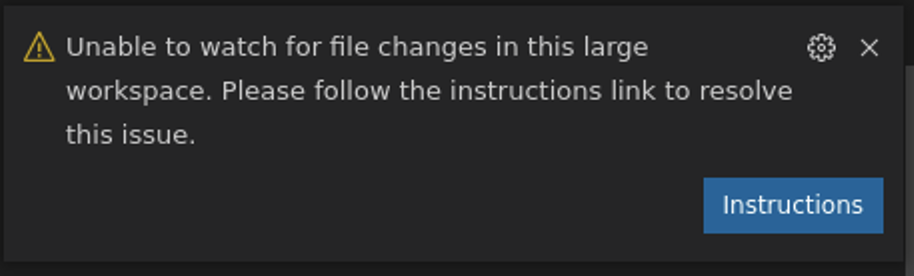 Unable to watch for file changes in this large
workspace. Please follow the instructions link to resolve
this issue.
Instructions